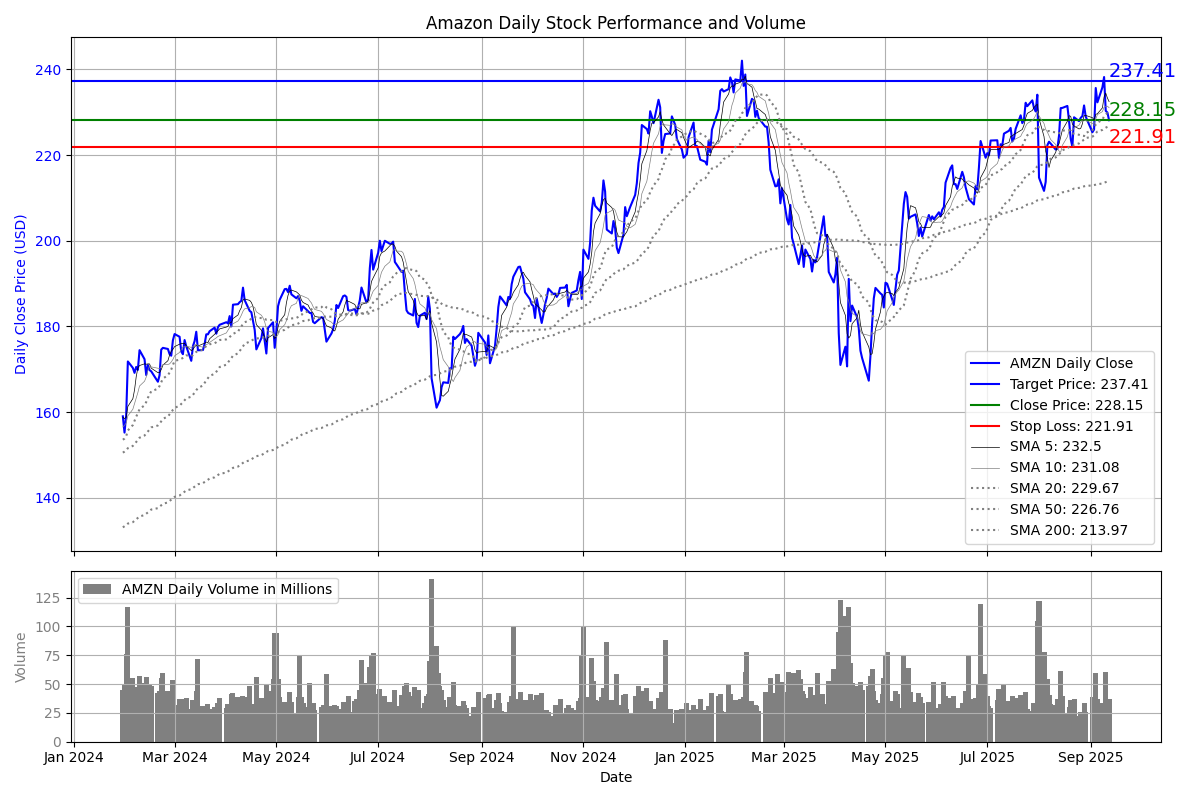 Amazon Daily Stock Performance and Volume
Daily Close Price (USD)
240
220
200
180
160
140
237.41
228.15
221.91
AMZN Daily Close
Target Price: 237.41
Close Price: 228.15
Stop Loss: 221.91
SMA 5: 232.5
SMA 10: 231.08
SMA 20: 229.67
SMA 50: 226.76
SMA 200: 213.97
AMZN Daily Volume in Millions
Volume
125
100
75
50
25
0
Jan 2024 Mar 2024 May 2024 Jul 2024 Sep 2024 Nov 2024 Jan 2025 Mar 2025 May 2025 Jul 2025 Sep 2025
Date